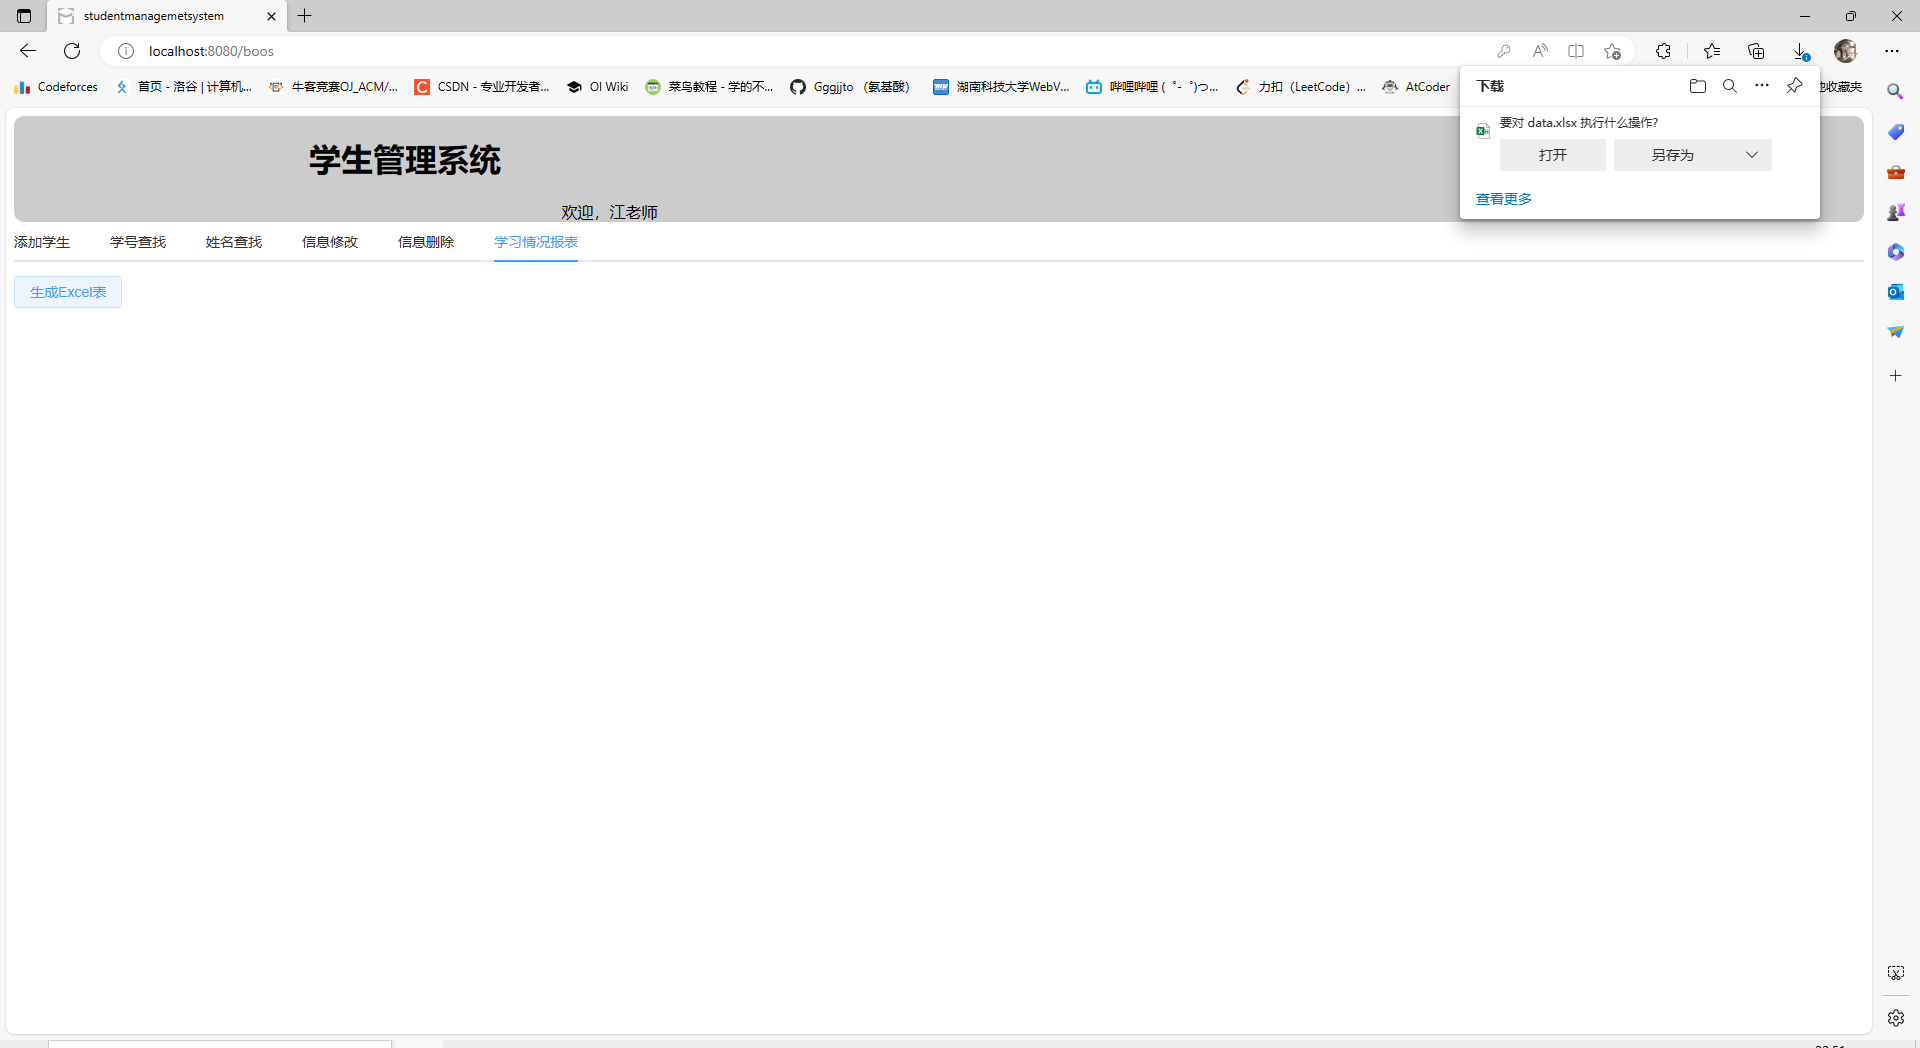 studentmanagemetsystem
localhost:8080/boos
Codeforces
首页 - 洛谷 | 计算机...
牛客竞赛OJ_ACM/...
CSDN - 专业开发者...
OI Wiki
菜鸟教程 - 学的不...
Gggjjto （氨基酸）
湖南科技大学WebV...
哔哩哔哩 (゜-゜)つ...
力扣（LeetCode）...
AtCoder
收藏夹
下载
要对 data.xlsx 执行什么操作?
打开
另存为
查看更多
学生管理系统
欢迎，江老师
添加学生
学号查找
姓名查找
信息修改
信息删除
学习情况报表
生成Excel表